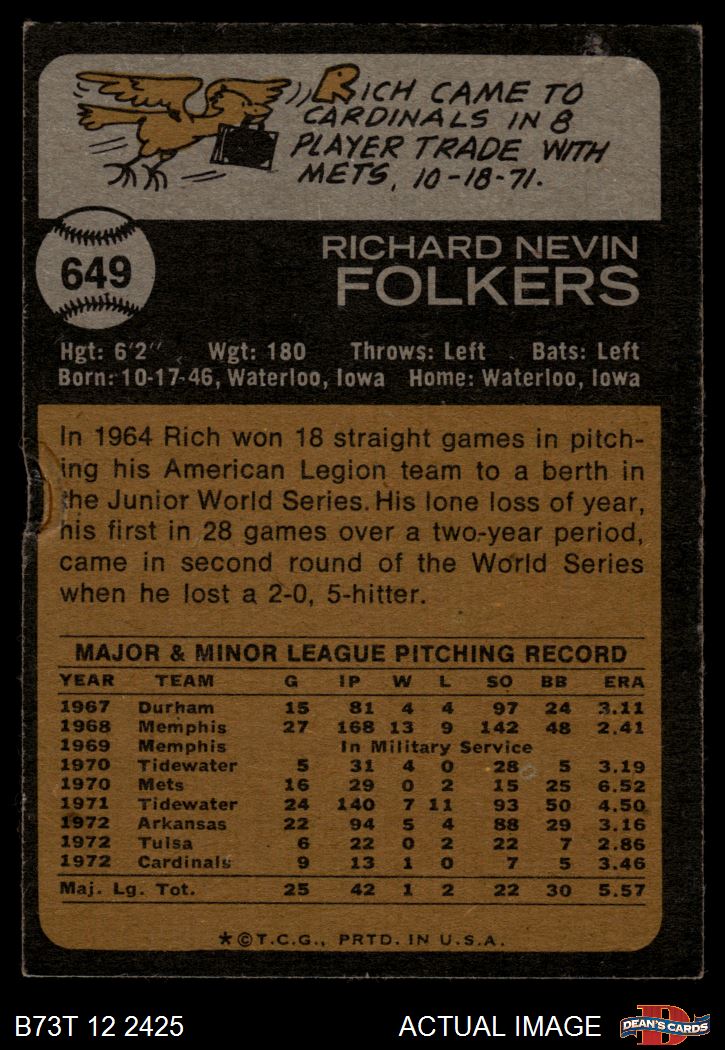 RICH CAME TO
CARDINALS IN 8
PLAYER TRADE WITH
METS, 10-18-71.
649
RICHARD NEVIN
FOLKERS
Hgt: 6'2" Wgt: 180 Throws: Left Bats: Left
Born: 10-17-46, Waterloo, Iowa Home: Waterloo, Iowa
In 1964 Rich won 18 straight games in pitch-
ing his American Legion team to a berth in
the Junior World Series. His lone loss of year,
his first in 28 games over a two-year period,
came in second round of the World Series
when he lost a 2-0, 5-hitter.
MAJOR & MINOR LEAGUE PITCHING RECORD
YEAR TEAM G IP W L SO BB ERA
1967 Durham 15 81 4 4 97 24 3.11
1968 Memphis 27 168 13 9 142 48 2.41
1969 Memphis In Military Service
1970 Tidewater 5 31 4 0 28 5 3.19
1970 Mets 16 29 0 2 15 25 6.52
1971 Tidewater 24 140 7 11 93 50 4.50
1972 Arkansas 22 94 5 4 88 29 3.16
1972 Tulsa 6 22 0 2 22 7 2.86
1972 Cardinals 9 13 1 0 7 5 3.46
Maj. Lg. Tot. 25 42 1 2 22 30 5.57
*©T.C.G., PRTD. IN U.S.A.
B73T 12 2425 ACTUAL IMAGE
D
DEAN'S CARDS